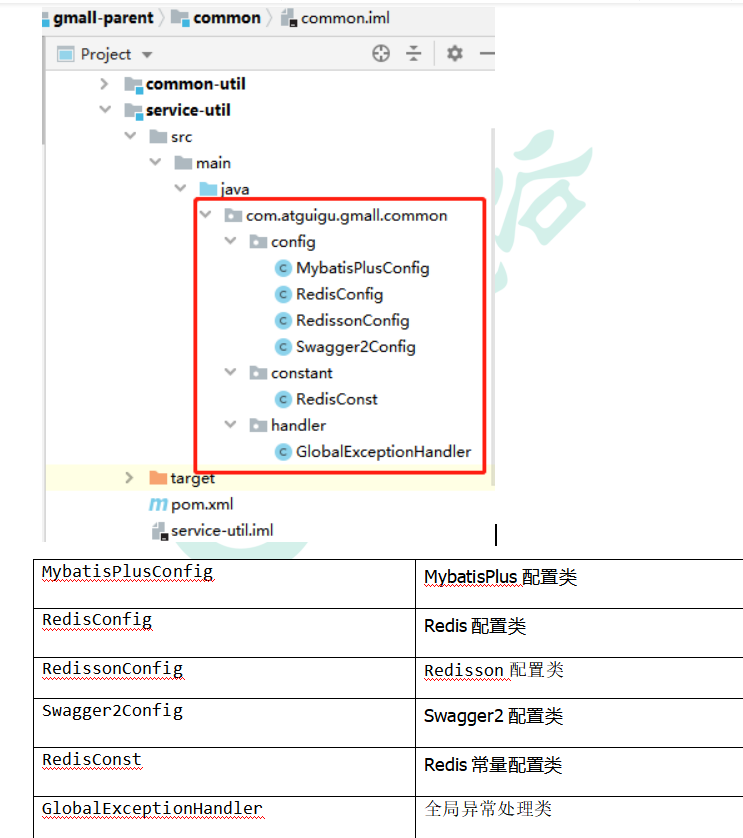 gmall-parent common common.iml
Project
common-util
service-util
src
main
java
com.atguigu.gmall.common
config
MybatisPlusConfig
RedisConfig
RedissonConfig
Swagger2Config
constant
RedisConst
handler
GlobalExceptionHandler
target
pom.xml
service-util.iml
MybatisPlusConfig MybatisPlus 配置类
RedisConfig Redis 配置类
RedissonConfig Redisson 配置类
Swagger2Config Swagger2 配置类
RedisConst Redis 常量配置类
GlobalExceptionHandler 全局异常处理类